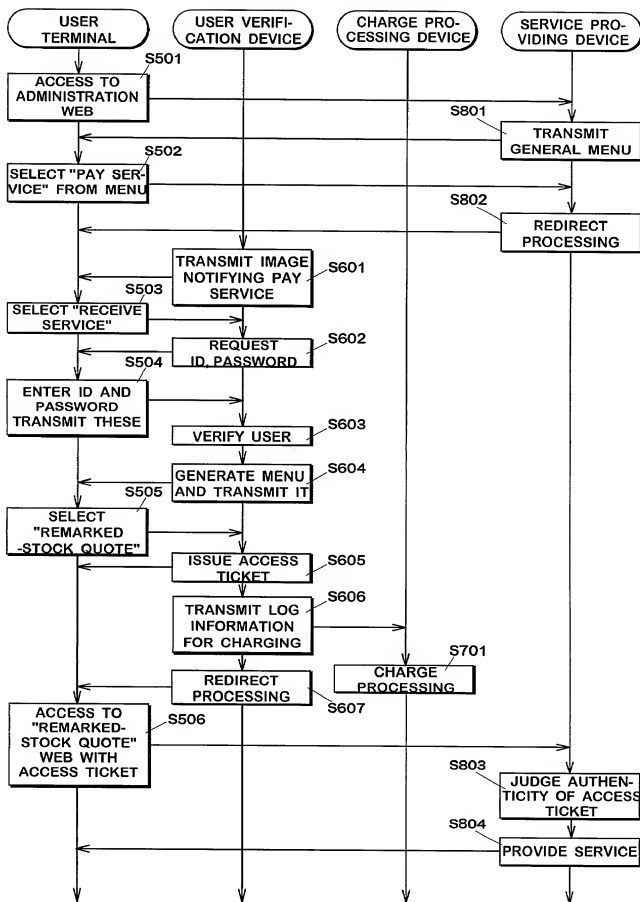 USER
TERMINAL
USER VERIFI-
CATION DEVICE
CHARGE PRO-
CESSING DEVICE
SERVICE PRO-
VIDING DEVICE
S501
ACCESS TO
ADMINISTRATION
WEB
S801
TRANSMIT
GENERAL MENU
S502
SELECT "PAY SER-
VICE" FROM MENU
S802
REDIRECT
PROCESSING
TRANSMIT IMAGE
NOTIFYING PAY
SERVICE
S601
S503
SELECT "RECEIVE
SERVICE"
S602
REQUEST
ID, PASSWORD
S504
ENTER ID AND
PASSWORD
TRANSMIT THESE
VERIFY USER
S603
GENERATE MENU
AND TRANSMIT IT
S604
S505
SELECT
"REMARKED
-STOCK QUOTE"
ISSUE ACCESS
TICKET
S605
S606
TRANSMIT LOG
INFORMATION
FOR CHARGING
S701
CHARGE
PROCESSING
REDIRECT
PROCESSING
S607
ACCESS TO
"REMARKED-
STOCK QUOTE"
WEB WITH
ACCESS TICKET
S506
S803
JUDGE AUTHEN-
TICITY OF ACCESS
TICKET
S804
PROVIDE SERVICE